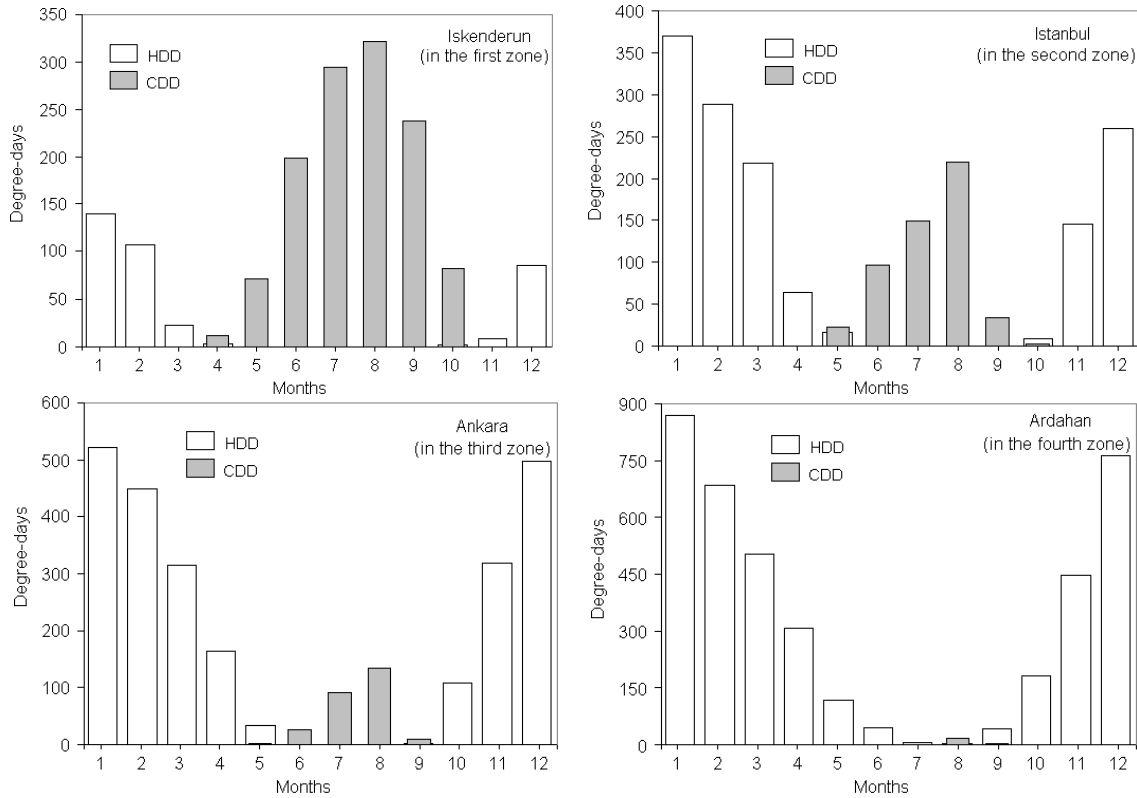 350
300
250
200
150
100
50
0
Degree-days
HDD
CDD
Iskenderun
(in the first zone)
1 2 3 4 5 6 7 8 9 10 11 12
Months
400
350
300
250
200
150
100
50
0
Degree-days
HDD
CDD
Istanbul
(in the second zone)
1 2 3 4 5 6 7 8 9 10 11 12
Months
600
500
400
300
200
100
0
Degree-days
HDD
CDD
Ankara
(in the third zone)
1 2 3 4 5 6 7 8 9 10 11 12
Months
900
750
600
450
300
150
0
Degree-days
HDD
CDD
Ardahan
(in the fourth zone)
1 2 3 4 5 6 7 8 9 10 11 12
Months